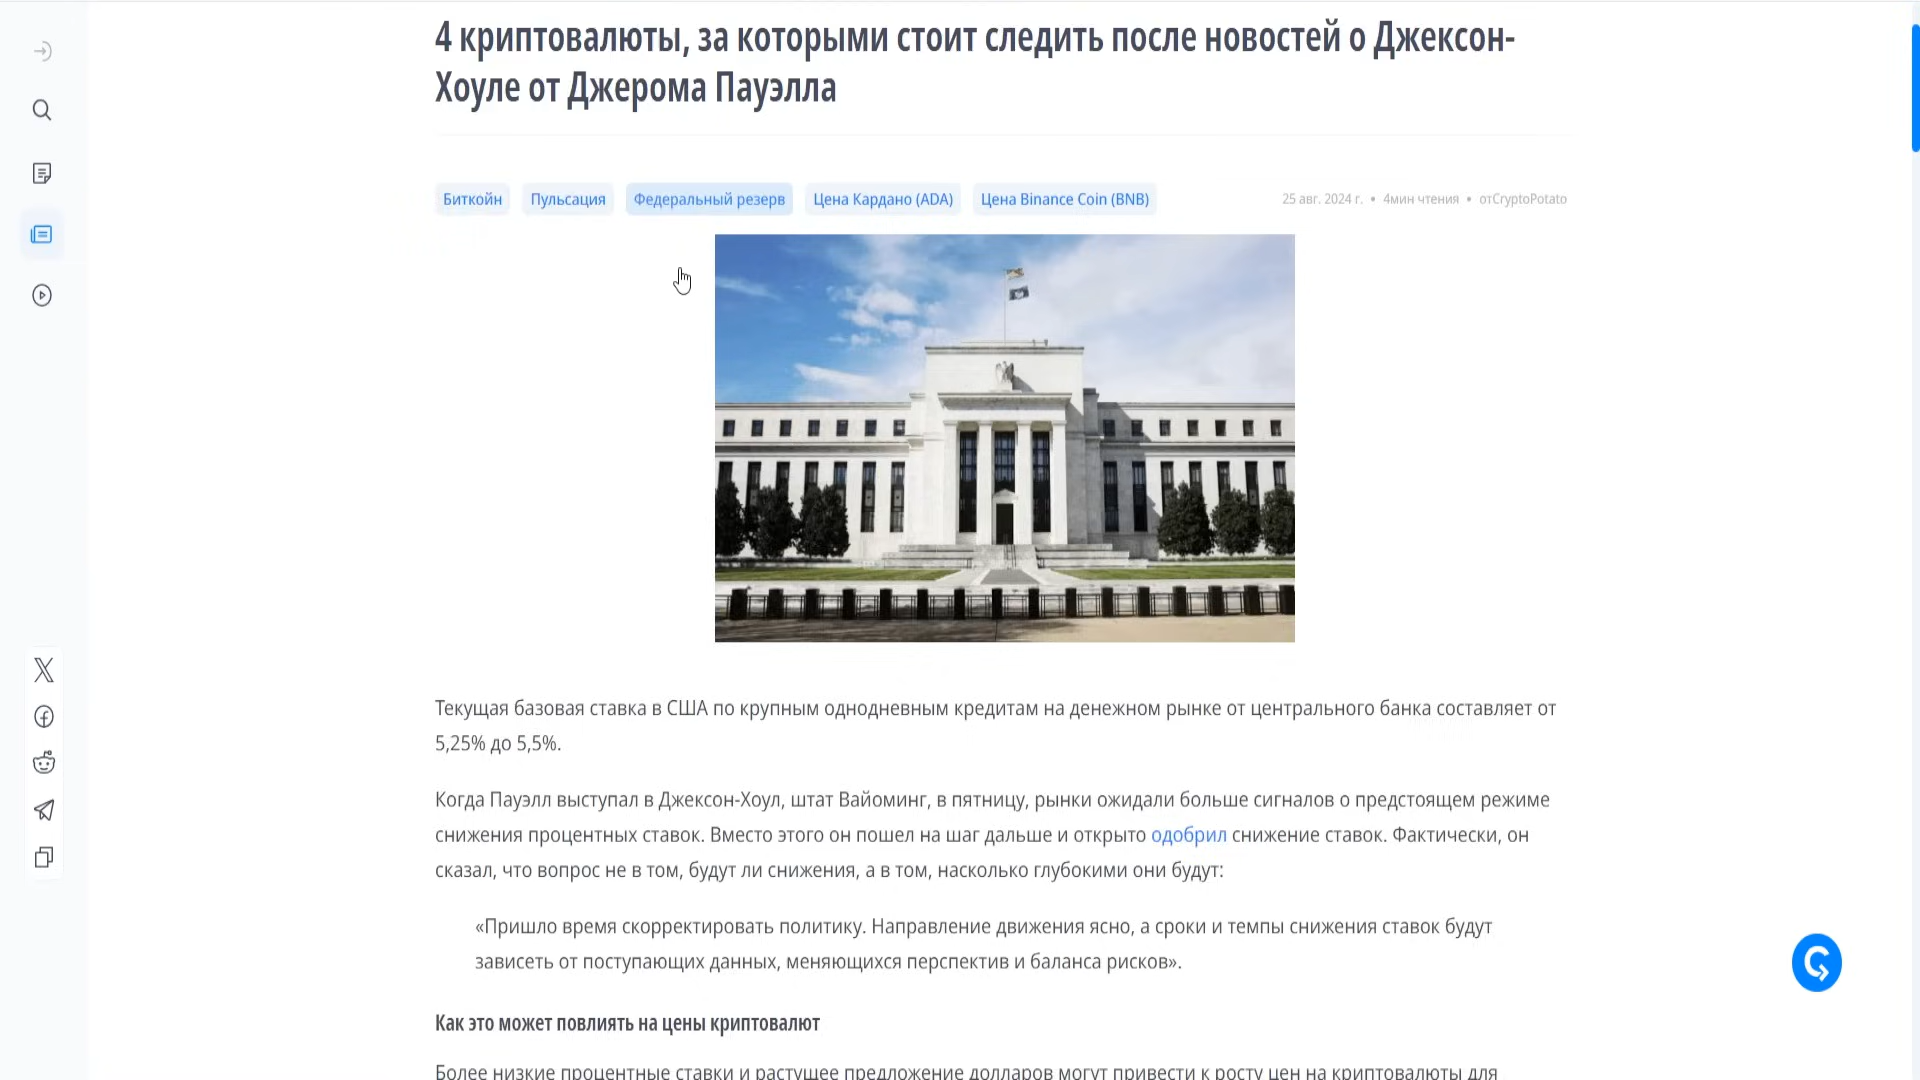 4 криптовалюты, за которыми стоит следить после новостей о Джексон-
Хоуле от Джерома Пауэлла
Биткойн Пульсация Федеральный резерв Цена Кардано (ADA) Цена Binance Coin (BNB) 25 авг. 2024 г. • 4мин чтения • отCryptoPotato
Текущая базовая ставка в США по крупным однодневным кредитам на денежном рынке от центрального банка составляет от
5,25% до 5,5%.
Когда Пауэлл выступал в Джексон-Хоул, штат Вайоминг, в пятницу, рынки ожидали больше сигналов о предстоящем режиме
снижения процентных ставок. Вместо этого он пошел на шаг дальше и открыто одобрил снижение ставок. Фактически, он
сказал, что вопрос не в том, будут ли снижения, а в том, насколько глубокими они будут:
«Пришло время скорректировать политику. Направление движения ясно, а сроки и темпы снижения ставок будут
зависеть от поступающих данных, меняющихся перспектив и баланса рисков».
Как это может повлиять на цены криптовалют
Более низкие процентные ставки и растущее предложение долларов могут привести к росту цен на криптовалюты для